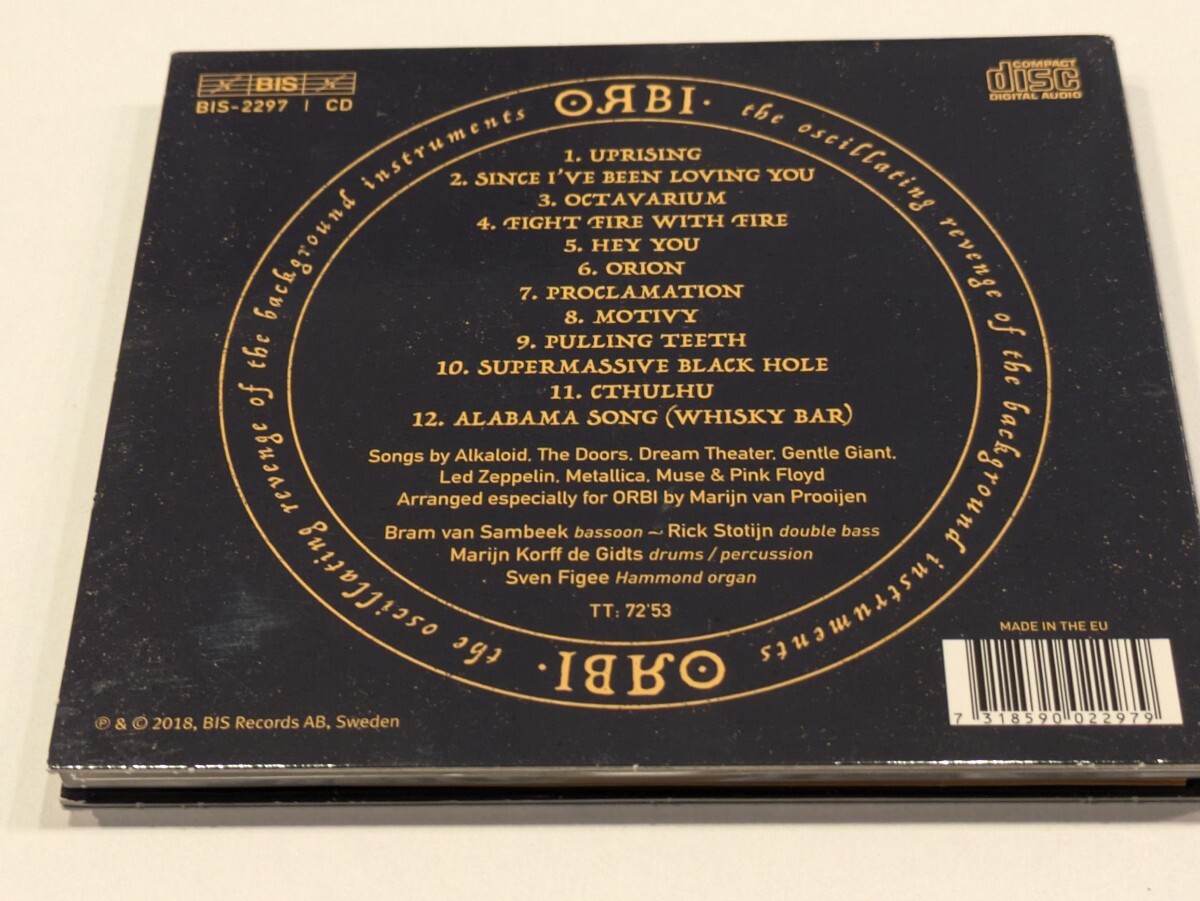 BIS
BIS-2297 | CD
COMPACT
disc
DIGITAL AUDIO
ORBI · the oscillating revenge of the background instruments
1. UPRISING
2. SINCE I'VE BEEN LOVING YOU
3. OCTAVARIUM
4. FIGHT FIRE WITH FIRE
5. HEY YOU
6. ORION
7. PROCLAMATION
8. MOTIVY
9. PULLING TEETH
10. SUPERMASSIVE BLACK HOLE
11. CTHULHU
12. ALABAMA SONG (WHISKY BAR)
Songs by Alkaloid, The Doors, Dream Theater, Gentle Giant,
Led Zeppelin, Metallica, Muse & Pink Floyd
Arranged especially for ORBI by Marijn van Prooijen
Bram van Sambeek bassoon ~ Rick Stotijn double bass
Marijn Korff de Gidts drums / percussion
Sven Figee Hammond organ
TT: 72'53
ORBI · the oscillating revenge of the background instruments
MADE IN THE EU
7 318590 022979
℗ & © 2018, BIS Records AB, Sweden